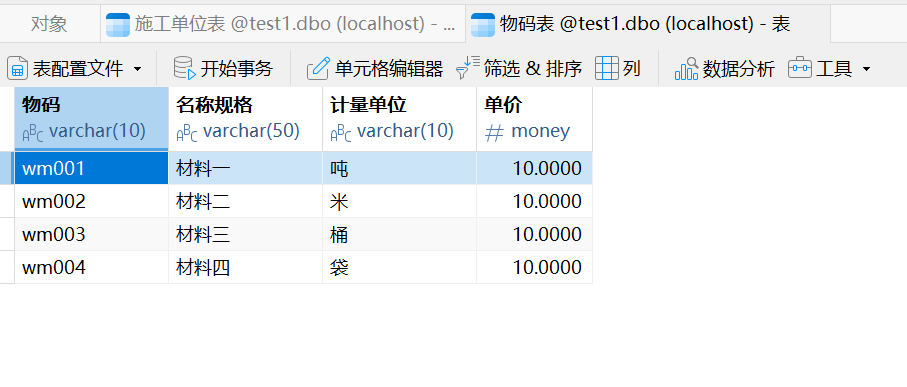 对象 施工单位表 @test1.dbo (localhost) - ... 物码表 @test1.dbo (localhost) - 表
表配置文件 开始事务 单元格编辑器 筛选 & 排序 列 数据分析 工具
物码 名称规格 计量单位 单价
ABC varchar(10) ABC varchar(50) ABC varchar(10) # money
wm001 材料一 吨 10.0000
wm002 材料二 米 10.0000
wm003 材料三 桶 10.0000
wm004 材料四 袋 10.0000